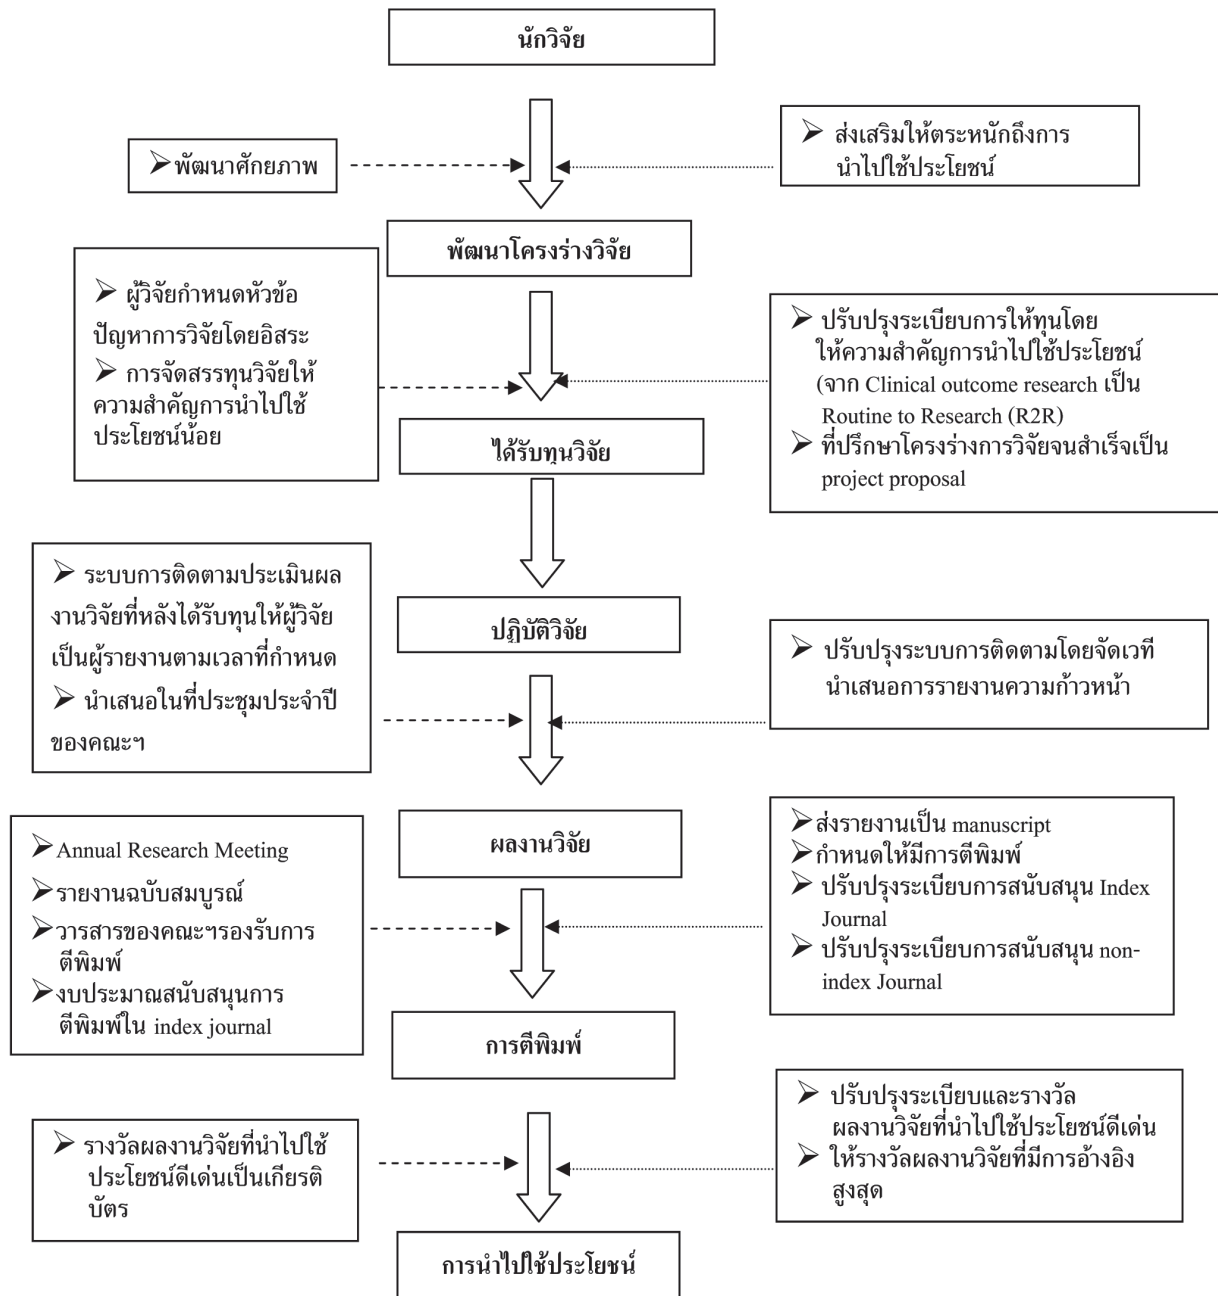 นักวิจัย
➢พัฒนาศักยภาพ
➢ ส่งเสริมให้ตระหนักถึงการ
นำไปใช้ประโยชน์
พัฒนาโครงร่างวิจัย
➢ ผู้วิจัยกำหนดหัวข้อ
ปัญหาการวิจัยโดยอิสระ
➢ การจัดสรรทุนวิจัยให้
ความสำคัญการนำไปใช้
ประโยชน์น้อย
➢ ปรับปรุงระเบียบการให้ทุนโดย
ให้ความสำคัญการนำไปใช้ประโยชน์
(จาก Clinical outcome research เป็น
Routine to Research (R2R)
➢ ที่ปรึกษาโครงร่างการวิจัยจนสำเร็จเป็น
project proposal
ได้รับทุนวิจัย
➢ ระบบการติดตามประเมินผล
งานวิจัยที่หลังได้รับทุนให้ผู้วิจัย
เป็นผู้รายงานตามเวลาที่กำหนด
➢ นำเสนอในที่ประชุมประจำปี
ของคณะฯ
ปฏิบัติวิจัย
➢ ปรับปรุงระบบการติดตามโดยจัดเวที
นำเสนอการรายงานความก้าวหน้า
ผลงานวิจัย
➢Annual Research Meeting
➢รายงานฉบับสมบูรณ์
➢วารสารของคณะฯรองรับการ
ตีพิมพ์
➢งบประมาณสนับสนุนการ
ตีพิมพ์ใน index journal
➢ส่งรายงานเป็น manuscript
➢กำหนดให้มีการตีพิมพ์
➢ ปรับปรุงระเบียบการสนับสนุน Index
Journal
➢ ปรับปรุงระเบียบการสนับสนุน non-
index Journal
การตีพิมพ์
➢ รางวัลผลงานวิจัยที่นำไปใช้
ประโยชน์ดีเด่นเป็นเกียรติ
บัตร
➢ ปรับปรุงระเบียบและรางวัล
ผลงานวิจัยที่นำไปใช้ประโยชน์ดีเด่น
➢ ให้รางวัลผลงานวิจัยที่มีการอ้างอิง
สูงสุด
การนำไปใช้ประโยชน์